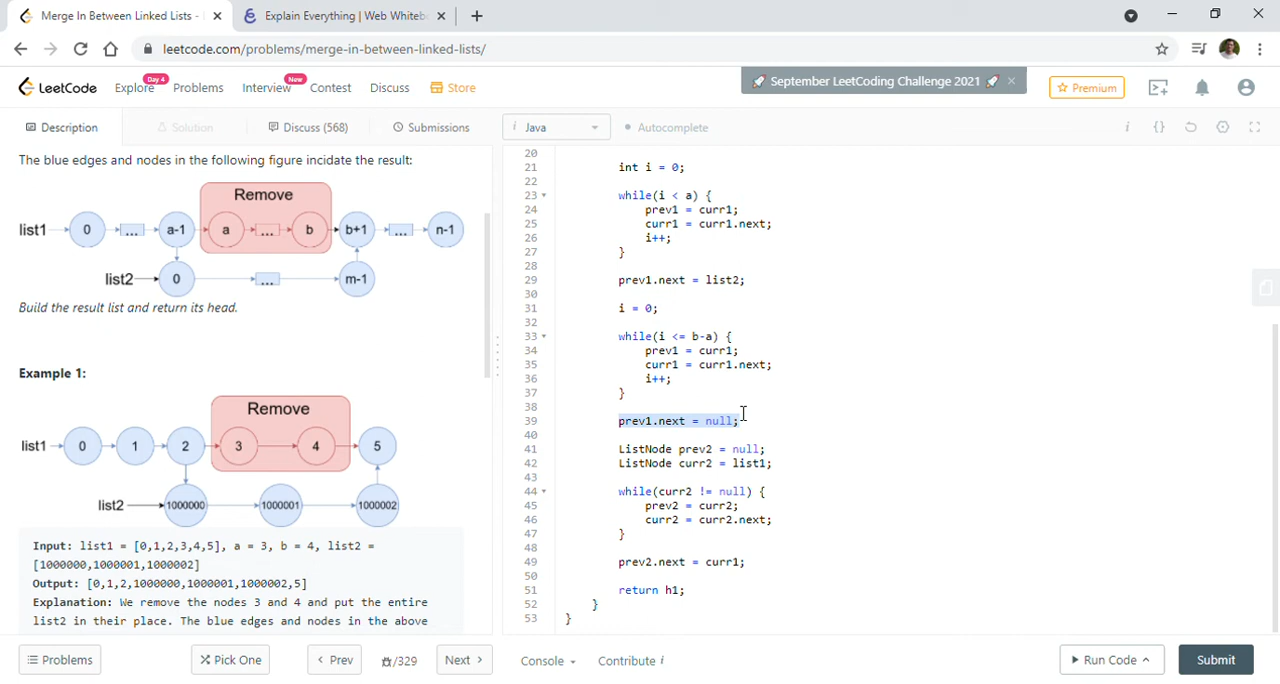 Merge In Between Linked Lists -
Explain Everything | Web Whitebo
leetcode.com/problems/merge-in-between-linked-lists/
LeetCode
Explore
Day 4
Problems
Interview
New
Contest
Discuss
Store
🚀 September LeetCoding Challenge 2021 🚀
Premium
Description
Solution
Discuss (568)
Submissions
i Java
Autocomplete
The blue edges and nodes in the following figure incidate the result:
Remove
list1 0 ... a-1 a ... b b+1 ... n-1
list2 0 ... m-1
Build the result list and return its head.
Example 1:
Remove
list1 0 1 2 3 4 5
list2 1000000 1000001 1000002
Input: list1 = [0,1,2,3,4,5], a = 3, b = 4, list2 =
[1000000,1000001,1000002]
Output: [0,1,2,1000000,1000001,1000002,5]
Explanation: We remove the nodes 3 and 4 and put the entire
list2 in their place. The blue edges and nodes in the above
20
21 int i = 0;
22
23 while(i < a) {
24 prev1 = curr1;
25 curr1 = curr1.next;
26 i++;
27 }
28
29 prev1.next = list2;
30
31 i = 0;
32
33 while(i <= b-a) {
34 prev1 = curr1;
35 curr1 = curr1.next;
36 i++;
37 }
38
39 prev1.next = null;
40
41 ListNode prev2 = null;
42 ListNode curr2 = list1;
43
44 while(curr2 != null) {
45 prev2 = curr2;
46 curr2 = curr2.next;
47 }
48
49 prev2.next = curr1;
50
51 return h1;
52 }
53 }
Problems
Pick One
< Prev
/329
Next >
Console
Contribute i
Run Code
Submit